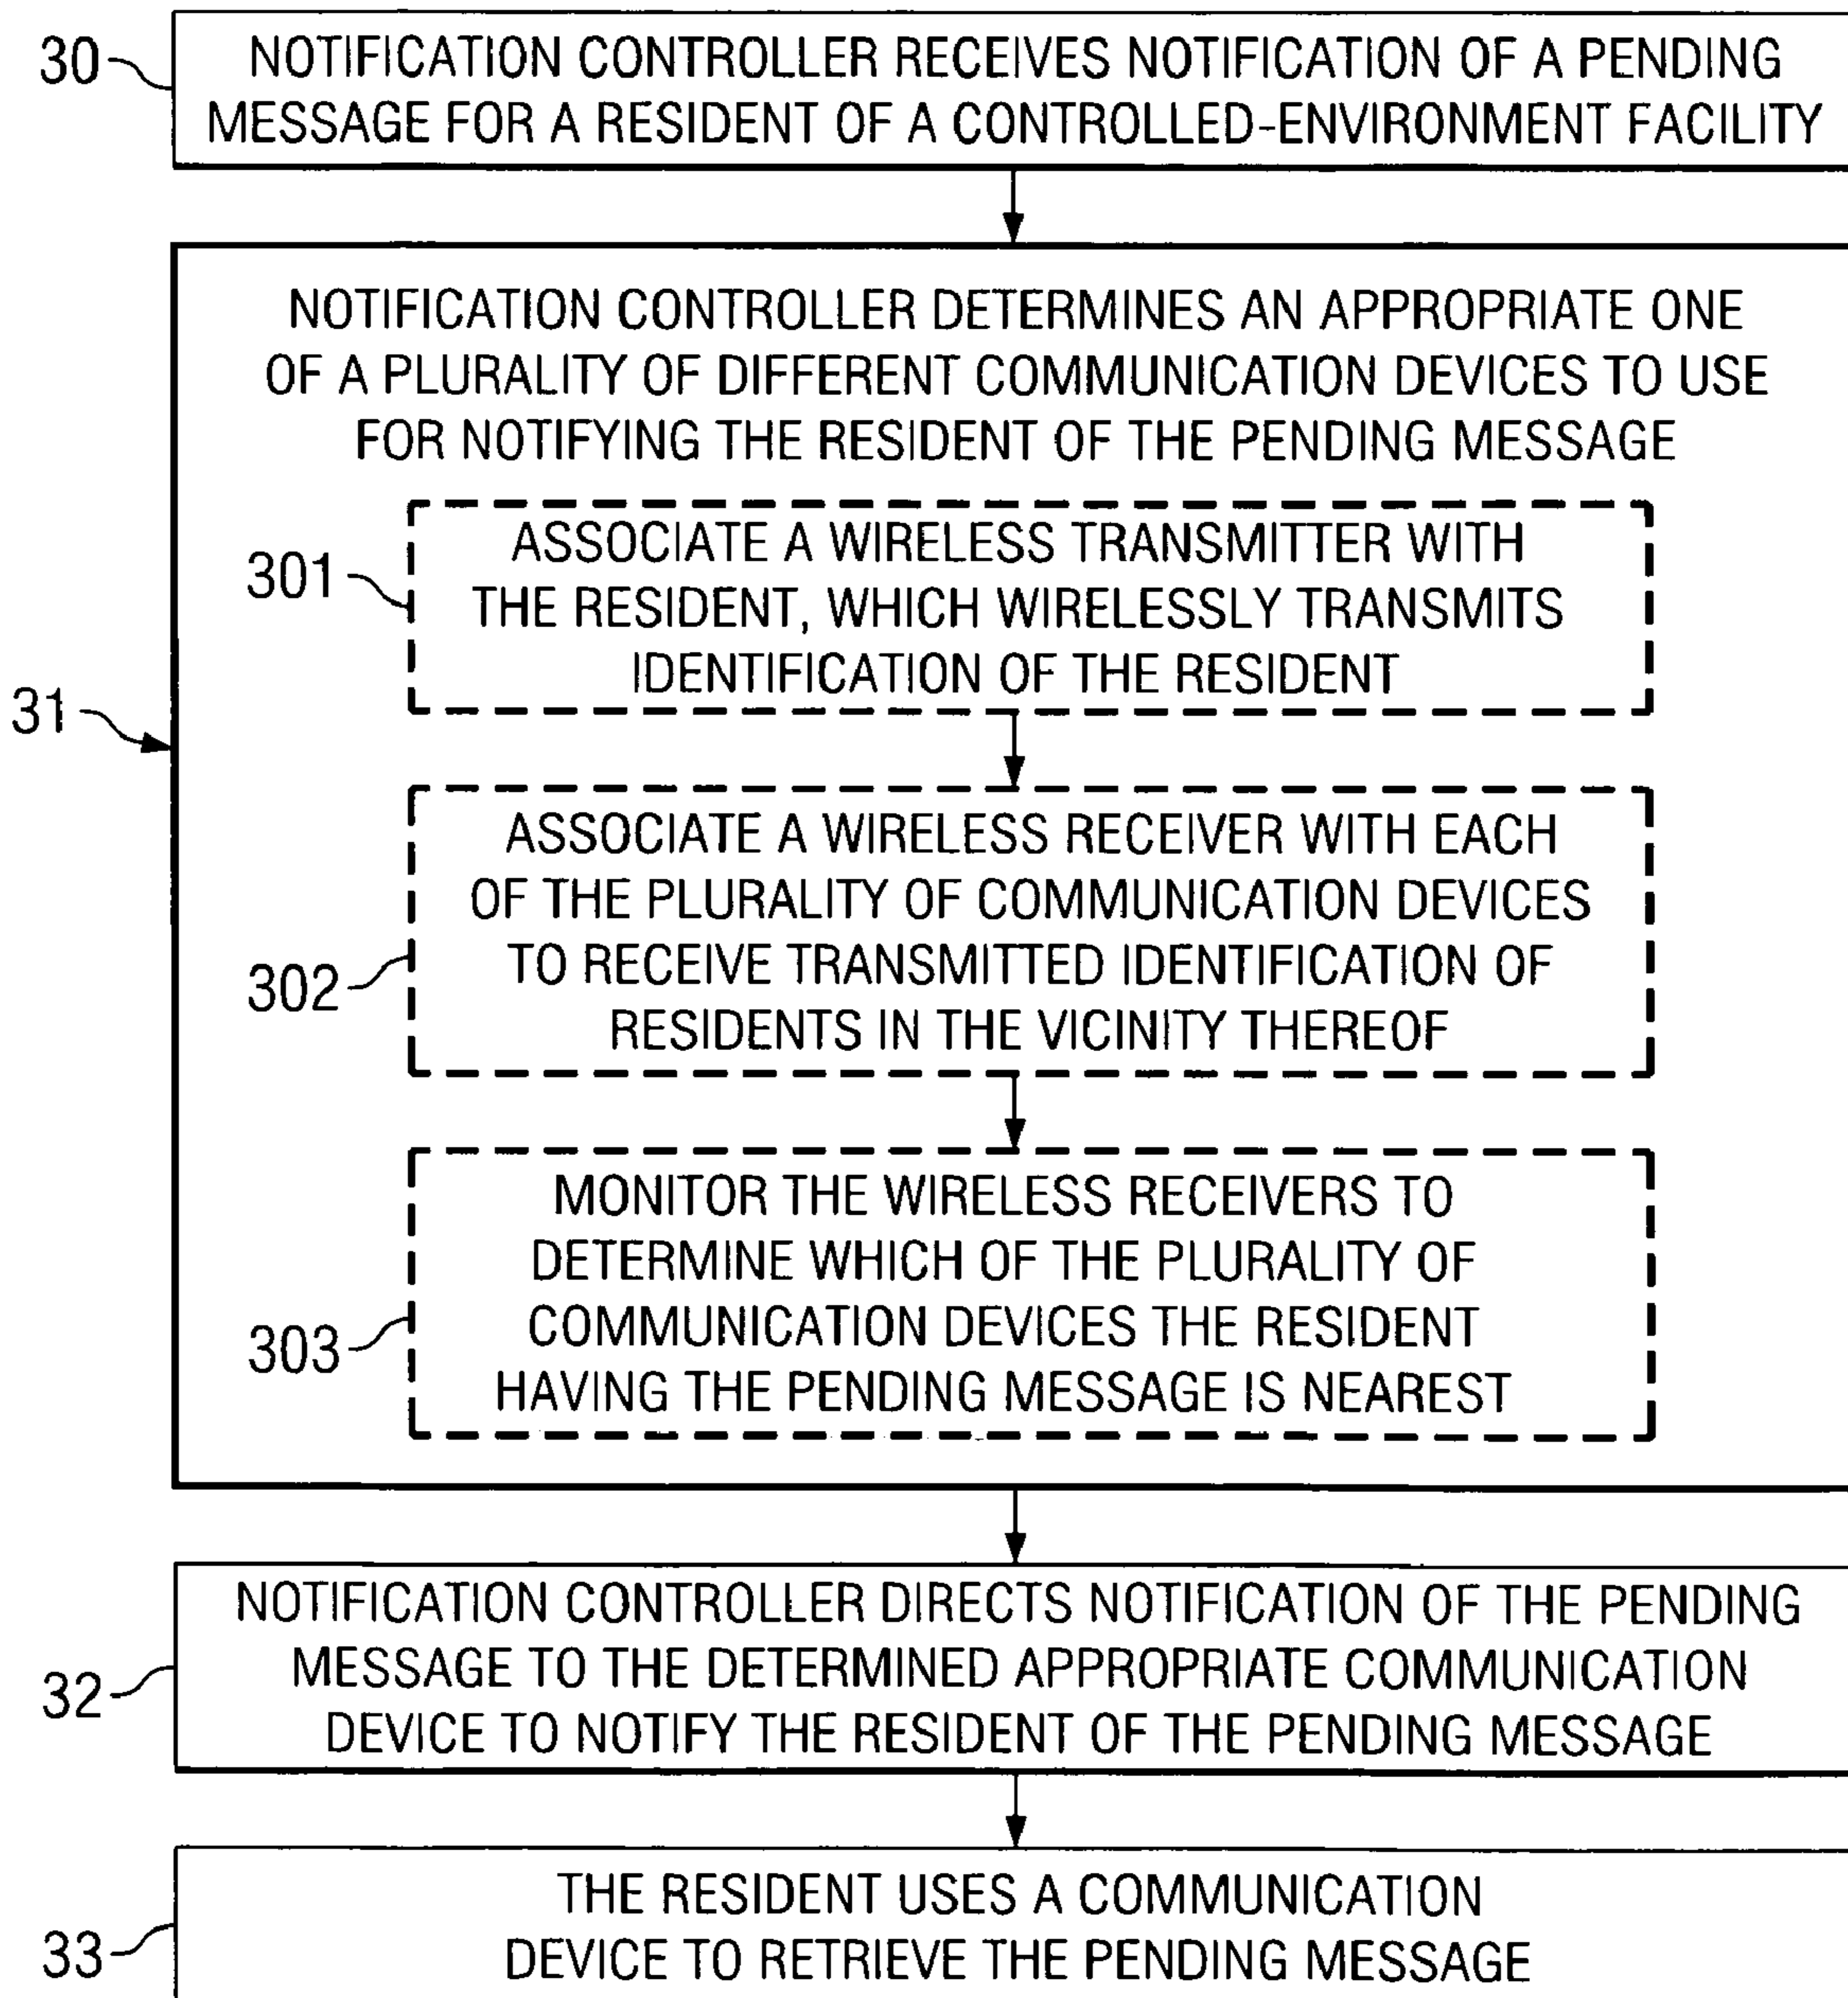 30
NOTIFICATION CONTROLLER RECEIVES NOTIFICATION OF A PENDING
MESSAGE FOR A RESIDENT OF A CONTROLLED-ENVIRONMENT FACILITY
31
NOTIFICATION CONTROLLER DETERMINES AN APPROPRIATE ONE
OF A PLURALITY OF DIFFERENT COMMUNICATION DEVICES TO USE
FOR NOTIFYING THE RESIDENT OF THE PENDING MESSAGE
301
ASSOCIATE A WIRELESS TRANSMITTER WITH
THE RESIDENT, WHICH WIRELESSLY TRANSMITS
IDENTIFICATION OF THE RESIDENT
302
ASSOCIATE A WIRELESS RECEIVER WITH EACH
OF THE PLURALITY OF COMMUNICATION DEVICES
TO RECEIVE TRANSMITTED IDENTIFICATION OF
RESIDENTS IN THE VICINITY THEREOF
303
MONITOR THE WIRELESS RECEIVERS TO
DETERMINE WHICH OF THE PLURALITY OF
COMMUNICATION DEVICES THE RESIDENT
HAVING THE PENDING MESSAGE IS NEAREST
32
NOTIFICATION CONTROLLER DIRECTS NOTIFICATION OF THE PENDING
MESSAGE TO THE DETERMINED APPROPRIATE COMMUNICATION
DEVICE TO NOTIFY THE RESIDENT OF THE PENDING MESSAGE
33
THE RESIDENT USES A COMMUNICATION
DEVICE TO RETRIEVE THE PENDING MESSAGE